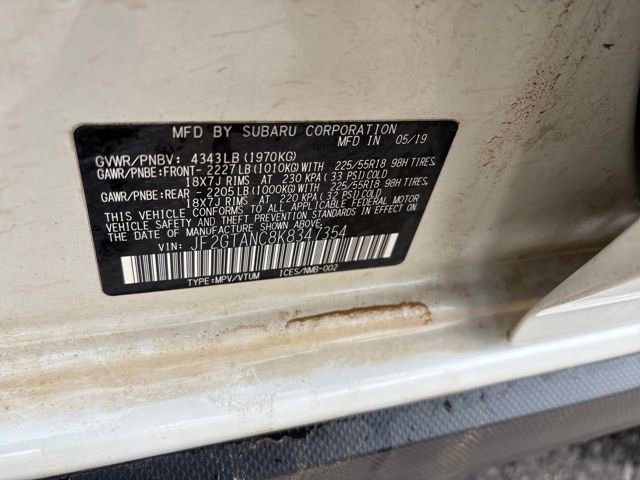 MFD BY SUBARU CORPORATION
MFD IN 05/19
GVWR/PNBV: 4343LB (1970KG)
GAWR/PNBE:FRONT- 2227LB(1010KG)WITH 225/55R18 98H TIRES,
18X7J RIMS AT 230 KPA(33 PSI)COLD
GAWR/PNBE:REAR - 2205LB(1000KG)WITH 225/55R18 98H TIRES,
18X7J RIMS AT 220 KPA(32 PSI)COLD
THIS VEHICLE CONFORMS TO ALL APPLICABLE FEDERAL MOTOR
VEHICLE SAFETY AND THEFT PREVENTION STANDARDS IN EFFECT
ON THE DATE OF MANUFACTURE SHOWN ABOVE.
VIN: JF2GTANC8K8347354
TYPE:MPV/VTUM ICES/NMB-002